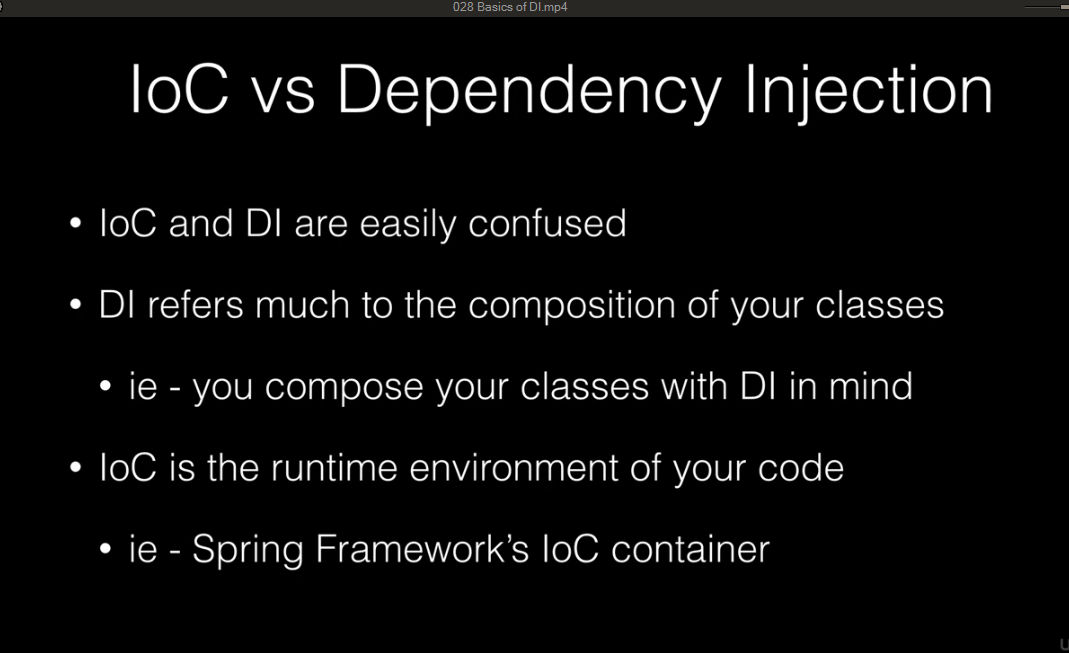 028 Basics of DI.mp4
IoC vs Dependency Injection
• IoC and DI are easily confused
• DI refers much to the composition of your classes
• ie - you compose your classes with DI in mind
• IoC is the runtime environment of your code
• ie - Spring Framework's IoC container